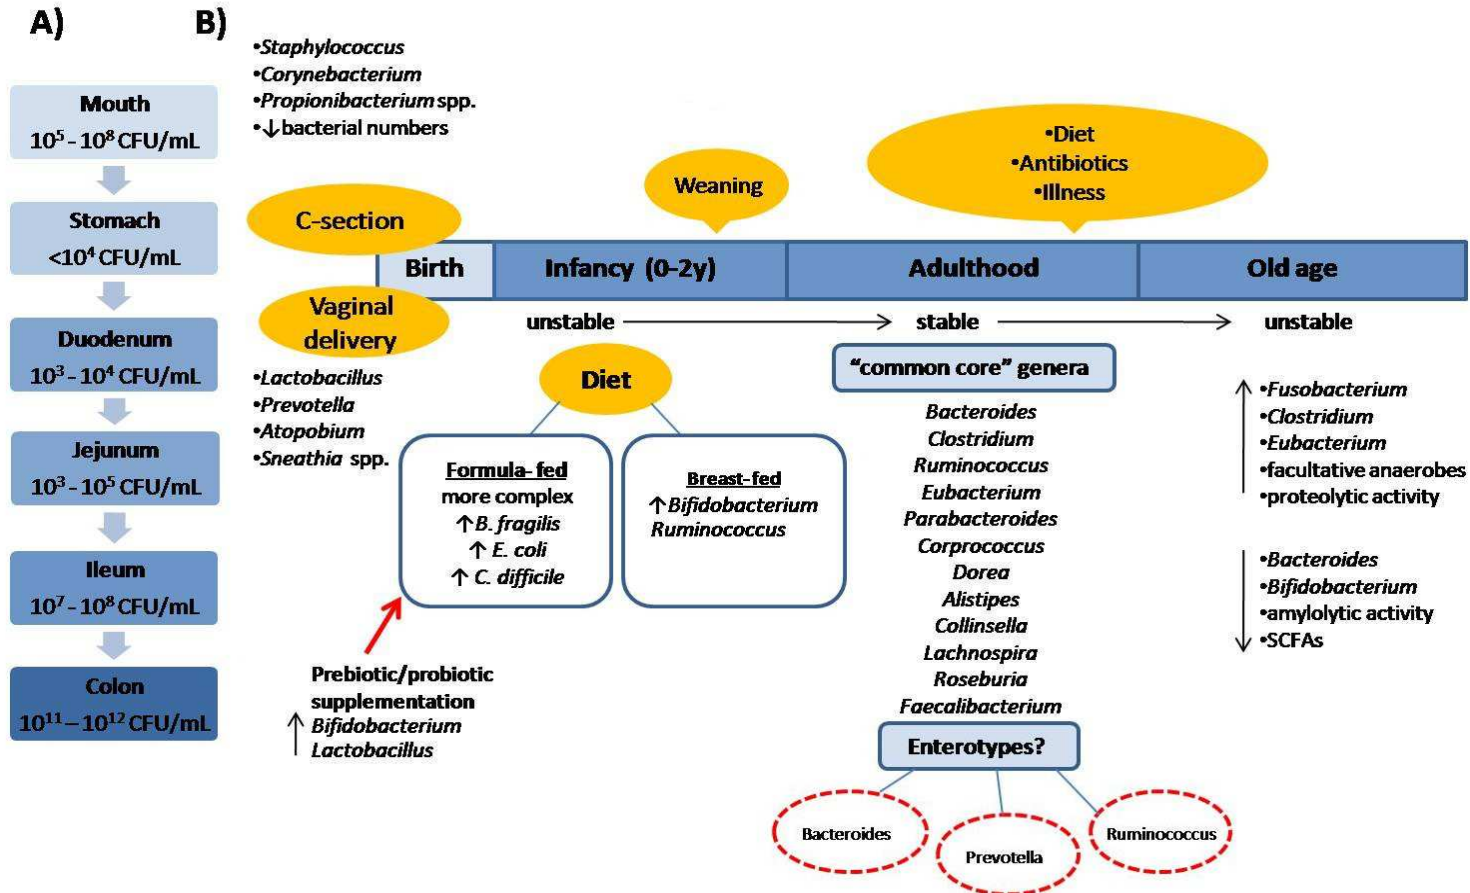 A)
Mouth
10⁵ - 10⁸ CFU/mL
Stomach
<10⁴ CFU/mL
Duodenum
10³ - 10⁴ CFU/mL
Jejunum
10³ - 10⁵ CFU/mL
Ileum
10⁷ - 10⁸ CFU/mL
Colon
10¹¹ – 10¹² CFU/mL
B)
•Staphylococcus
•Corynebacterium
•Propionibacterium spp.
•↓bacterial numbers
C-section
Vaginal
delivery
•Lactobacillus
•Prevotella
•Atopobium
•Sneathia spp.
Weaning
•Diet
•Antibiotics
•Illness
Birth
Infancy (0-2y)
Adulthood
Old age
unstable
stable
unstable
Diet
Formula-fed
more complex
↑B. fragilis
↑ E. coli
↑ C. difficile
Breast-fed
↑Bifidobacterium
Ruminococcus
Prebiotic/probiotic
supplementation
Bifidobacterium
Lactobacillus
"common core" genera
Bacteroides
Clostridium
Ruminococcus
Eubacterium
Parabacteroides
Corprococcus
Dorea
Alistipes
Collinsella
Lachnospira
Roseburia
Faecalibacterium
Enterotypes?
Bacteroides
Prevotella
Ruminococcus
•Fusobacterium
•Clostridium
•Eubacterium
•facultative anaerobes
•proteolytic activity
•Bacteroides
•Bifidobacterium
•amylolytic activity
•SCFAs